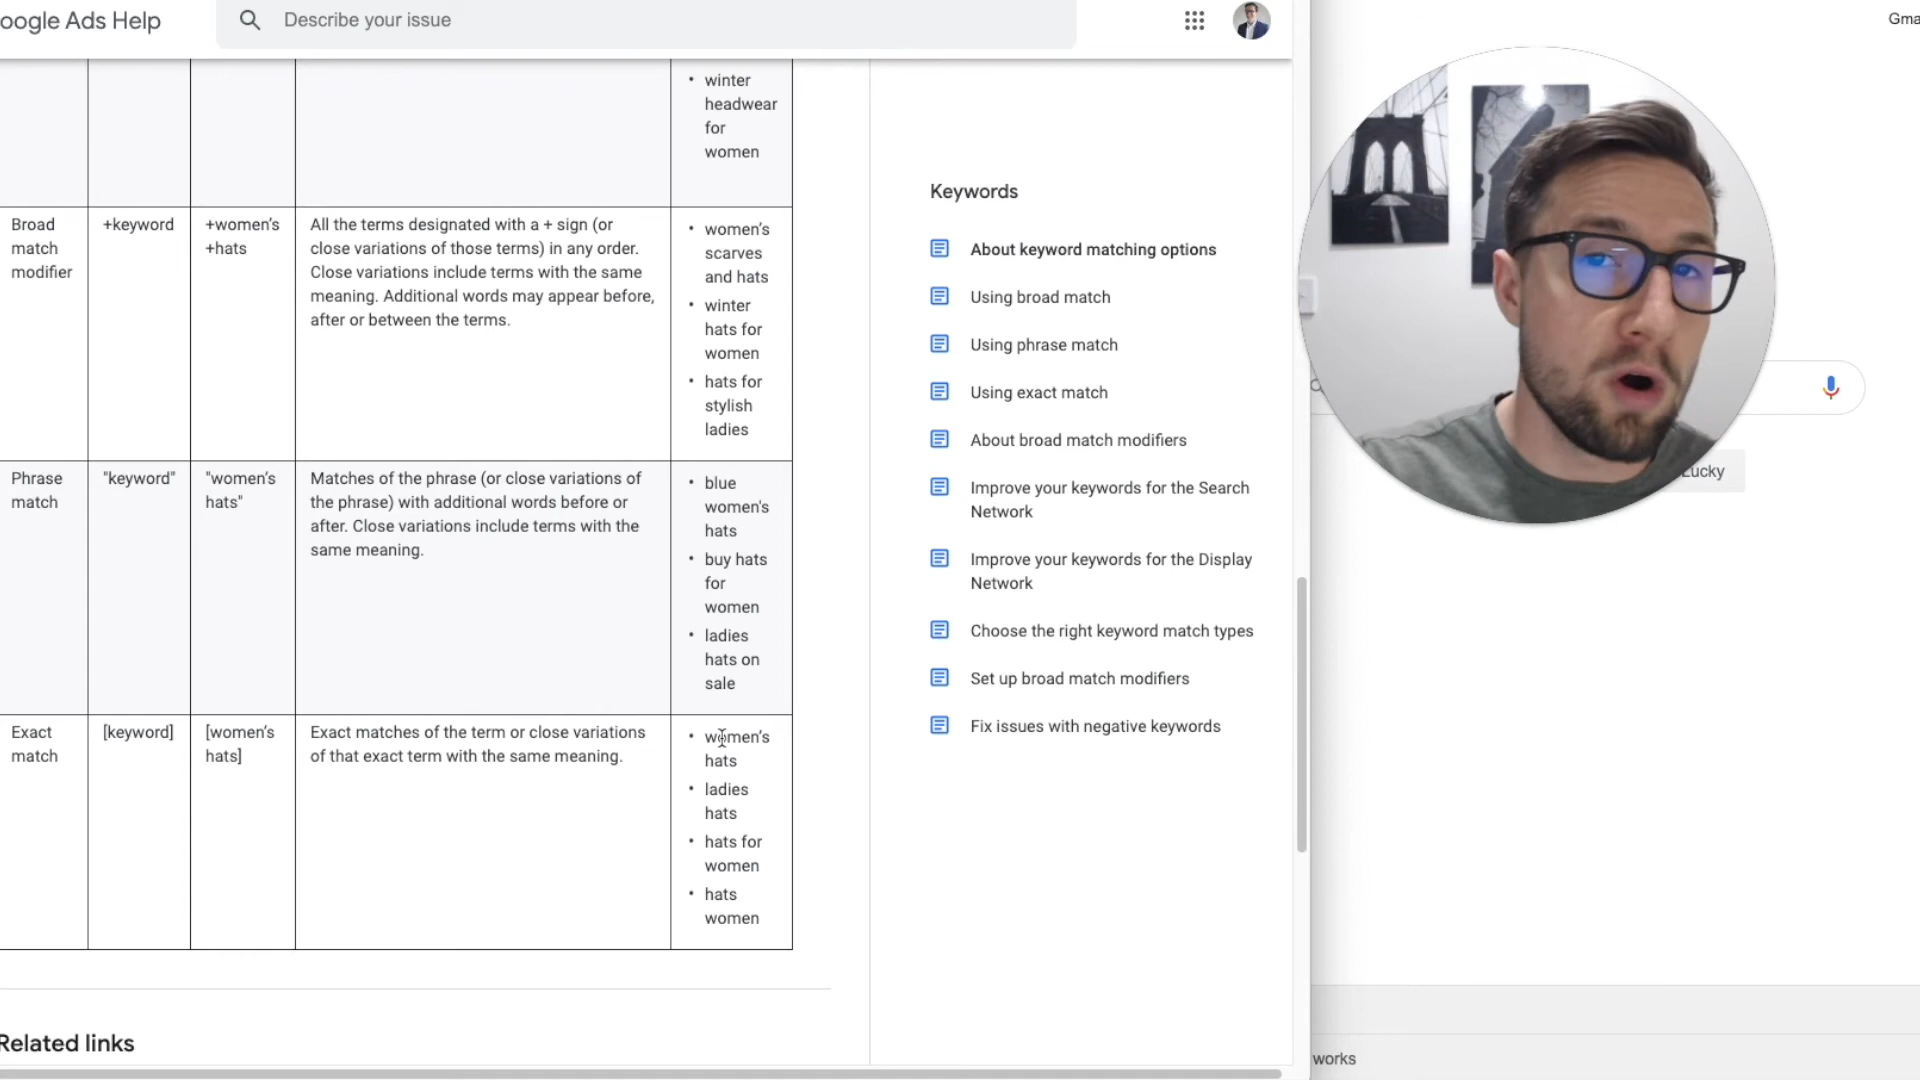 oogle Ads Help
Describe your issue
Gma
winter
headwear
for
women
Broad
match
modifier
+keyword
+women's
+hats
All the terms designated with a + sign (or
close variations of those terms) in any order.
Close variations include terms with the same
meaning. Additional words may appear before,
after or between the terms.
women's
scarves
and hats
winter
hats for
women
hats for
stylish
ladies
Phrase
match
"keyword"
"women's
hats"
Matches of the phrase (or close variations of
the phrase) with additional words before or
after. Close variations include terms with the
same meaning.
blue
women's
hats
buy hats
for
women
ladies
hats on
sale
Exact
match
[keyword]
[women's
hats]
Exact matches of the term or close variations
of that exact term with the same meaning.
women's
hats
ladies
hats
hats for
women
hats
women
Related links
Keywords
About keyword matching options
Using broad match
Using phrase match
Using exact match
About broad match modifiers
Improve your keywords for the Search
Network
Improve your keywords for the Display
Network
Choose the right keyword match types
Set up broad match modifiers
Fix issues with negative keywords
Lucky
works